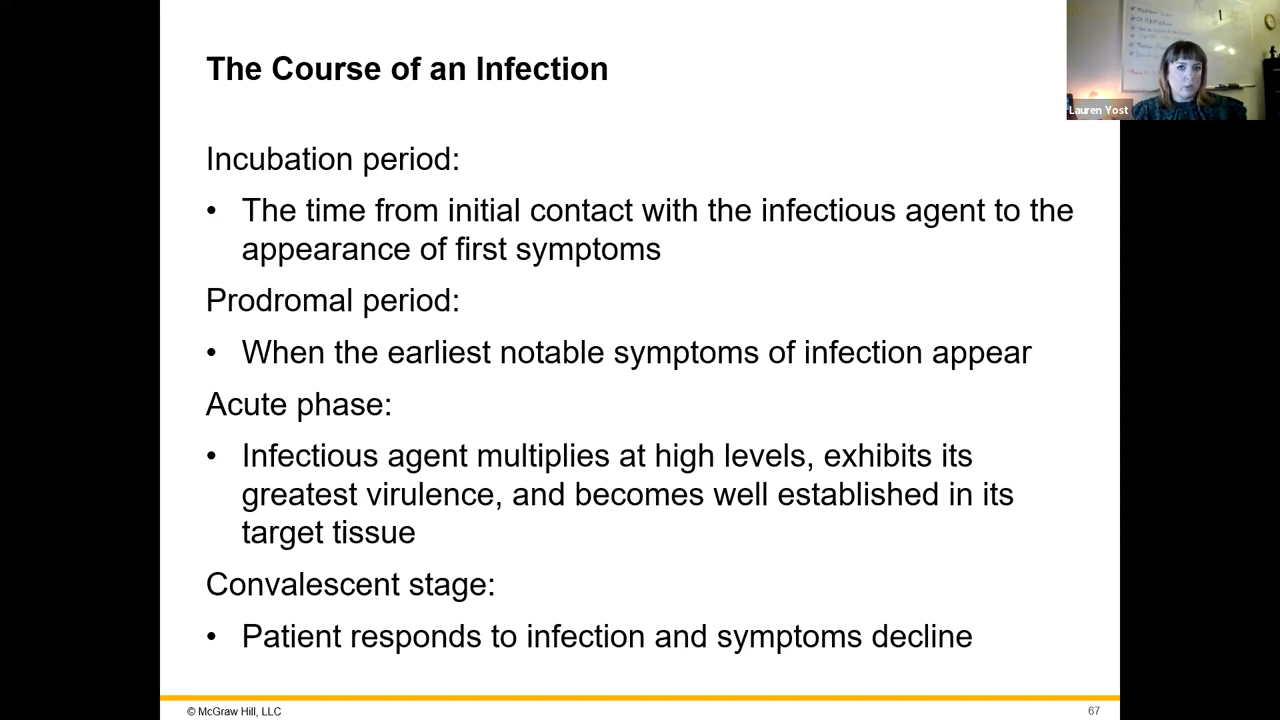 The Course of an Infection
Lauren Yost
Incubation period:
• The time from initial contact with the infectious agent to the
appearance of first symptoms
Prodromal period:
• When the earliest notable symptoms of infection appear
Acute phase:
• Infectious agent multiplies at high levels, exhibits its
greatest virulence, and becomes well established in its
target tissue
Convalescent stage:
• Patient responds to infection and symptoms decline
© McGraw Hill, LLC
67